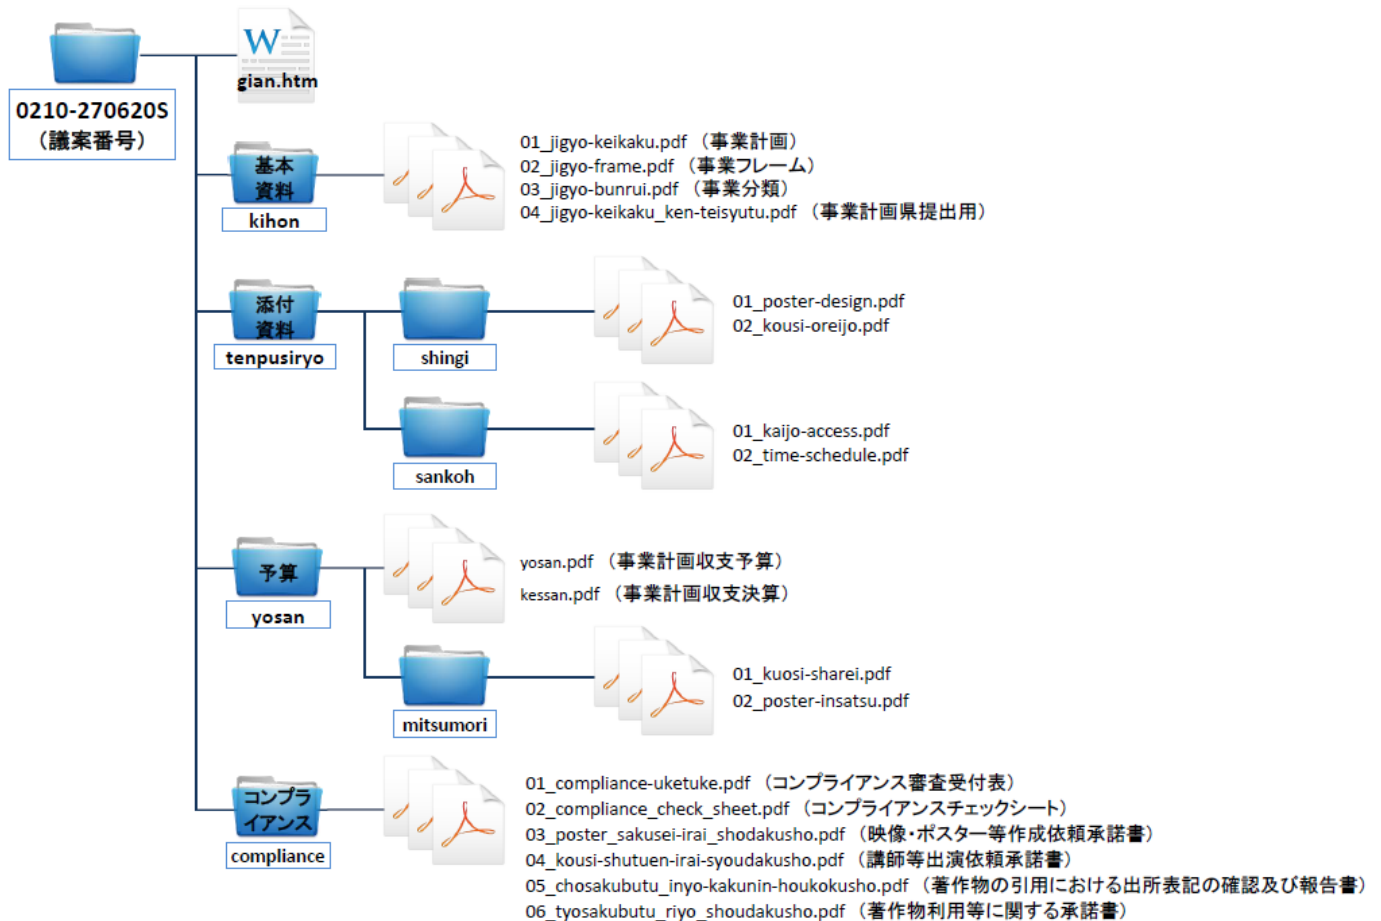 W
gian.htm
0210-270620S
(議案番号)
基本
資料
kihon
01_jigyo-keikaku.pdf (事業計画)
02_jigyo-frame.pdf (事業フレーム)
03_jigyo-bunrui.pdf (事業分類)
04_jigyo-keikaku_ken-teisyutu.pdf (事業計画県提出用)
添付
資料
tenpusiryo
shingi
01_poster-design.pdf
02_kousi-oreijo.pdf
sankoh
01_kaijo-access.pdf
02_time-schedule.pdf
予算
yosan
yosan.pdf (事業計画収支予算)
kessan.pdf (事業計画収支決算)
mitsumori
01_kuosi-sharei.pdf
02_poster-insatsu.pdf
コンプラ
イアンス
compliance
01_compliance-uketuke.pdf (コンプライアンス審査受付表)
02_compliance_check_sheet.pdf (コンプライアンスチェックシート)
03_poster_sakusei-irai_shodakusho.pdf (映像・ポスター等作成依頼承諾書)
04_kousi-shutuen-irai-syoudakusho.pdf (講師等出演依頼承諾書)
05_chosakubutu_inyo-kakunin-houkokusho.pdf (著作物の引用における出所表記の確認及び報告書)
06_tyosakubutu_riyo_shoudakusho.pdf (著作物利用等に関する承諾書)